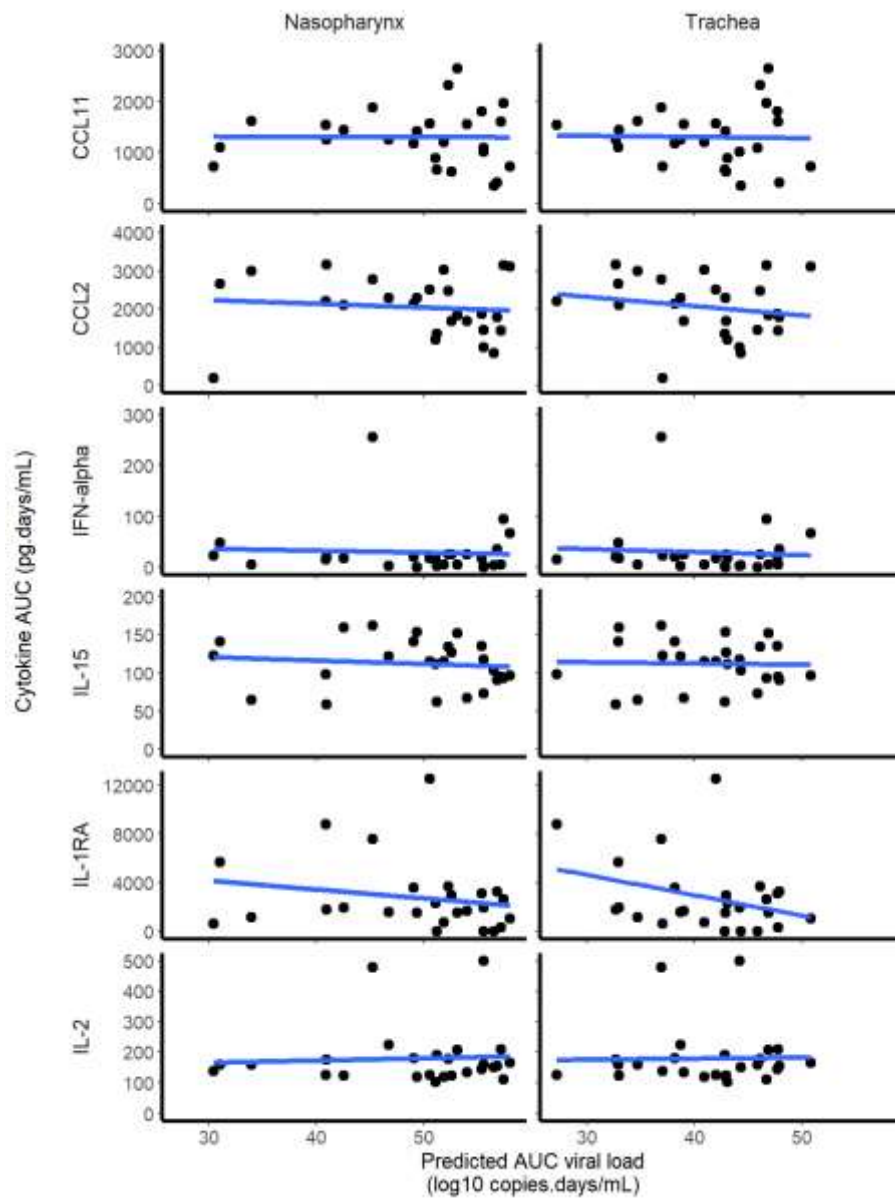 Nasopharynx Trachea
CCL11
3000
2000
1000
0
CCL2
4000
3000
2000
1000
0
Cytokine AUC (pg.days/mL)
IFN-alpha
300
200
100
0
IL-15
200
150
100
50
0
IL-1RA
12000
8000
4000
0
IL-2
500
400
300
200
100
0
30 40 50 30 40 50
Predicted AUC viral load
(log10 copies.days/mL)